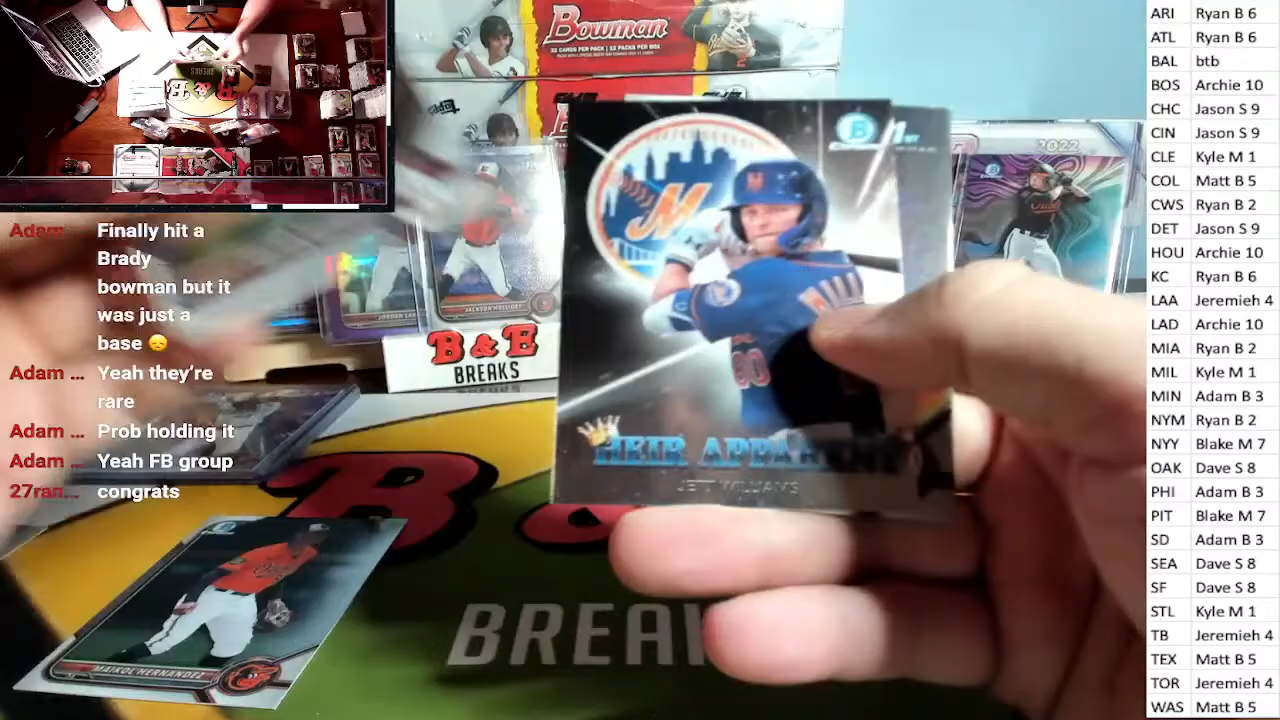 Adam Finally hit a
Brady
bowman but it
was just a
base 😞
Adam ... Yeah they're
rare
Adam ... Prob holding it
Adam ... Yeah FB group
27ran... congrats
Bowman
32 CARDS PER PACK | 12 PACKS PER BOX
2022
M
HEIR APPARENT
JETT WILLIAMS
JACKSON HOLLIDAY
B & E
BREAKS
MAIKOL HERNANDEZ
BREAK
ARI Ryan B 6
ATL Ryan B 6
BAL btb
BOS Archie 10
CHC Jason S 9
CIN Jason S 9
CLE Kyle M 1
COL Matt B 5
CWS Ryan B 2
DET Jason S 9
HOU Archie 10
KC Ryan B 6
LAA Jeremieh 4
LAD Archie 10
MIA Ryan B 2
MIL Kyle M 1
MIN Adam B 3
NYM Ryan B 2
NYY Blake M 7
OAK Dave S 8
PHI Adam B 3
PIT Blake M 7
SD Adam B 3
SEA Dave S 8
SF Dave S 8
STL Kyle M 1
TB Jeremieh 4
TEX Matt B 5
TOR Jeremieh 4
WAS Matt B 5